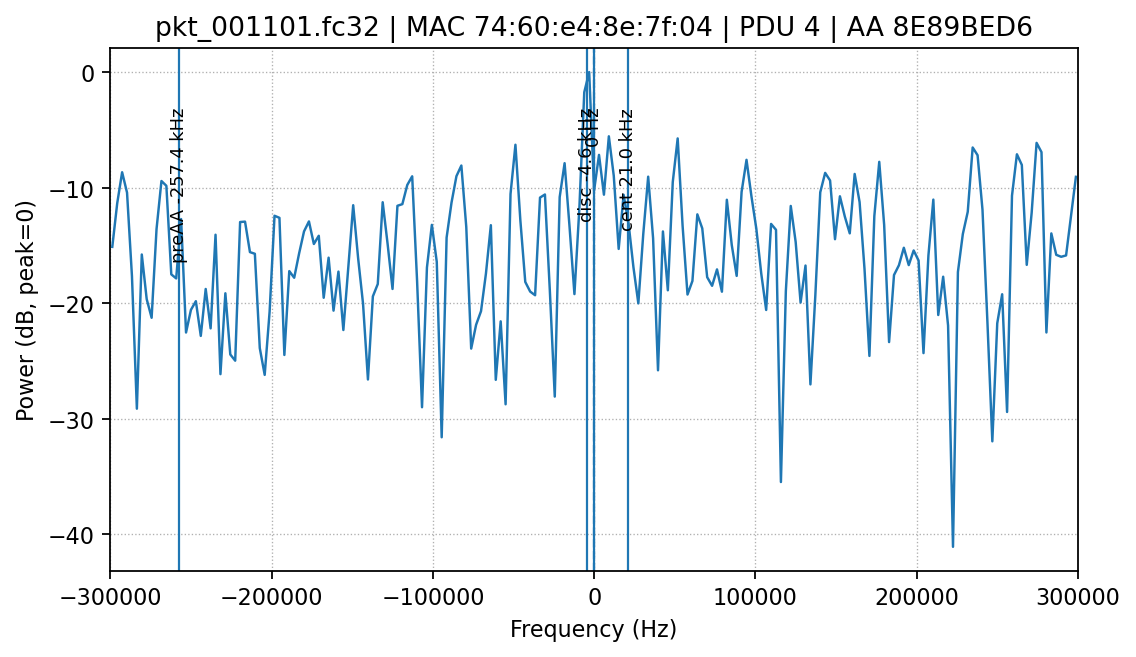 pkt_001101.fc32 | MAC 74:60:e4:8e:7f:04 | PDU 4 | AA 8E89BED6
Power (dB, peak=0)
0
−10
−20
−30
−40
preAA -257.4 kHz
disc -4.6 kHz
0 Hz
cent 21.0 kHz
−300000
−200000
−100000
0
100000
200000
300000
Frequency (Hz)